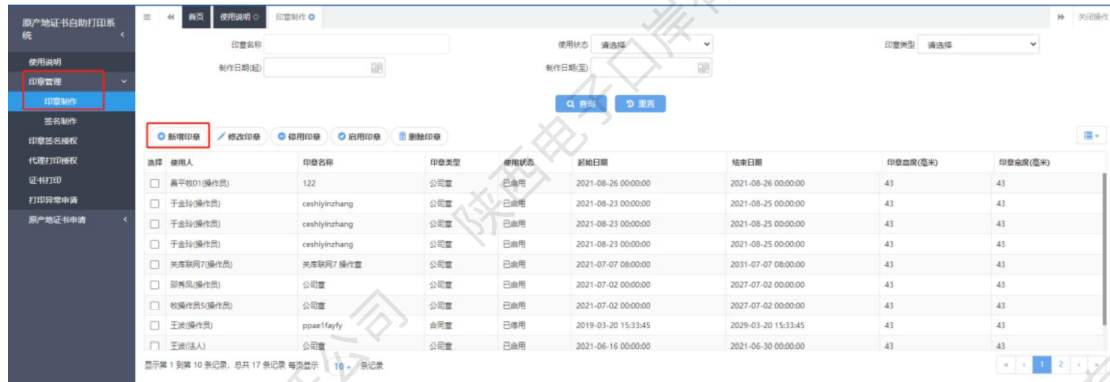 原产地证书自助打印系统
首页 使用说明 印章制作 关闭操作
使用说明
印章管理
印章制作
签名制作
印章签名授权
代理打印授权
证书打印
打印异常申请
原产地证书申请
印章名称 使用状态 请选择 印章类型 请选择
制作日期(起) 制作日期(至)
查询 重置
新增印章 修改印章 停用印章 启用印章 删除印章
选择 使用人 印章名称 印章类型 使用状态 起始日期 结束日期 印章高度(毫米) 印章宽度(毫米)
晨平牧01(操作员) 122 公司章 已启用 2021-08-26 00:00:00 2021-08-26 00:00:00 43 43
于金玲(操作员) ceshiyinzhang 公司章 已启用 2021-08-23 00:00:00 2021-08-25 00:00:00 43 43
于金玲(操作员) ceshiyinzhang 公司章 已启用 2021-08-23 00:00:00 2021-08-25 00:00:00 43 43
于金玲(操作员) ceshiyinzhang 公司章 已启用 2021-08-23 00:00:00 2021-08-25 00:00:00 43 43
关库联网7(操作员) 关库联网7 操作章 公司章 已启用 2021-07-07 08:00:00 2031-07-07 08:00:00 43 43
邵秀凤(操作员) 公司章 公司章 已启用 2021-07-02 00:00:00 2027-07-02 00:00:00 43 43
牧操作员5(操作员) 公司章 公司章 已启用 2021-07-02 00:00:00 2027-07-02 00:00:00 43 43
王波(操作员) ppae1fayfy 合同章 已停用 2019-03-20 15:33:45 2029-03-20 15:33:45 43 43
王波(法人) 公司章 公司章 已启用 2021-06-16 00:00:00 2021-06-30 00:00:00 43 43
显示第 1 到第 10 条记录，总共 17 条记录 每页显示 10 条记录
« ‹ 1 2 › »
陕西电子口岸有
公司